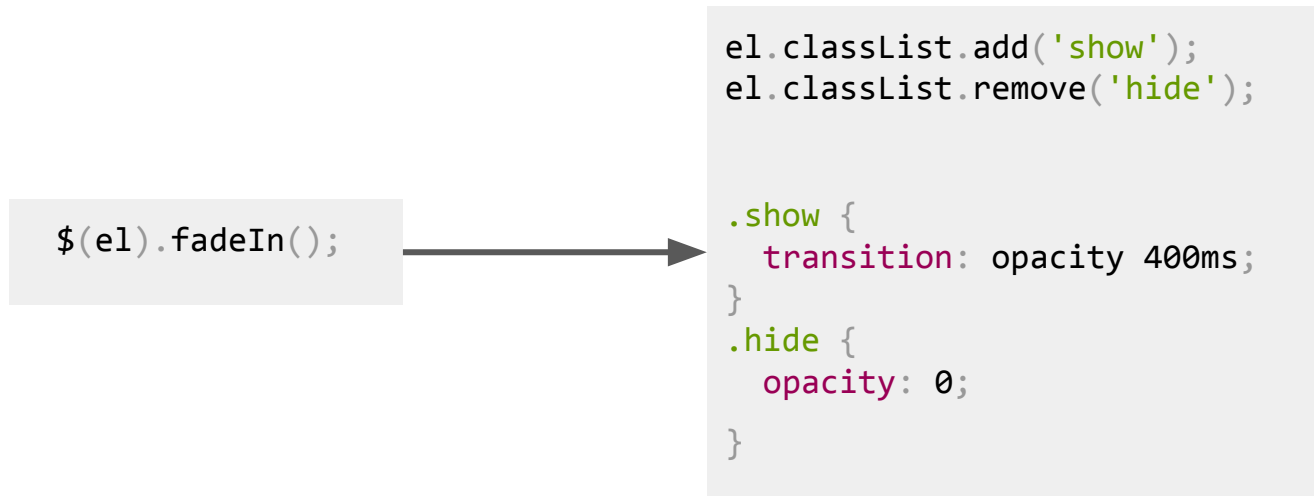 $(el).fadeIn();
el.classList.add('show');
el.classList.remove('hide');
.show {
  transition: opacity 400ms;
}
.hide {
  opacity: 0;
}